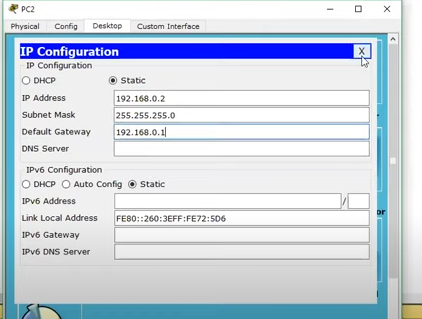 PC2
Physical Config Desktop Custom Interface
IP Configuration X
IP Configuration
DHCP Static
IP Address 192.168.0.2
Subnet Mask 255.255.255.0
Default Gateway 192.168.0.1
DNS Server
IPv6 Configuration
DHCP Auto Config Static
IPv6 Address /
Link Local Address FE80::260:3EFF:FE72:5D6
IPv6 Gateway
IPv6 DNS Server
or